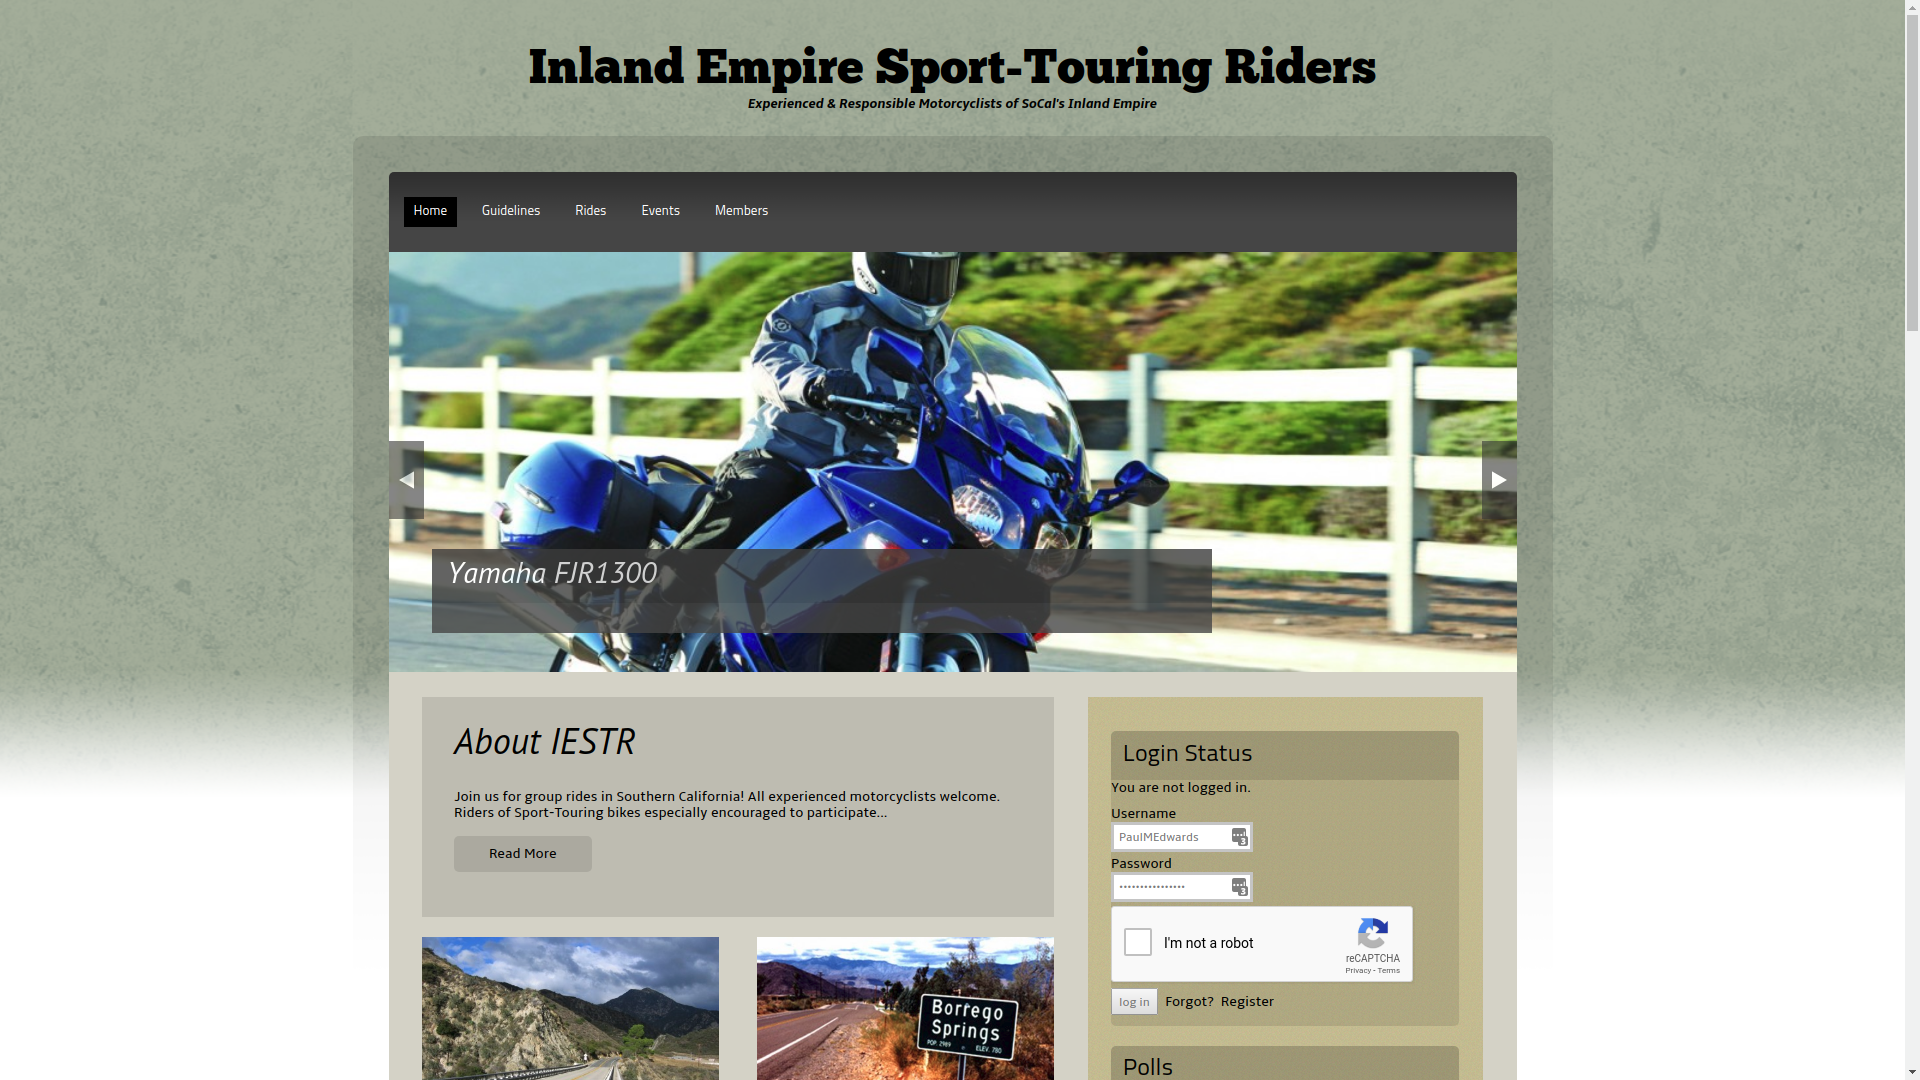 Inland Empire Sport-Touring Riders
Experienced & Responsible Motorcyclists of SoCal's Inland Empire
Home
Guidelines
Rides
Events
Members
Yamaha FJR1300
About IESTR
Join us for group rides in Southern California! All experienced motorcyclists welcome.
Riders of Sport-Touring bikes especially encouraged to participate...
Read More
Borrego
Springs
POP. 2989 ELEV. 780
Login Status
You are not logged in.
Username
PaulMEdwards
Password
••••••••••••••••
I'm not a robot
reCAPTCHA
Privacy - Terms
log in Forgot? Register
Polls